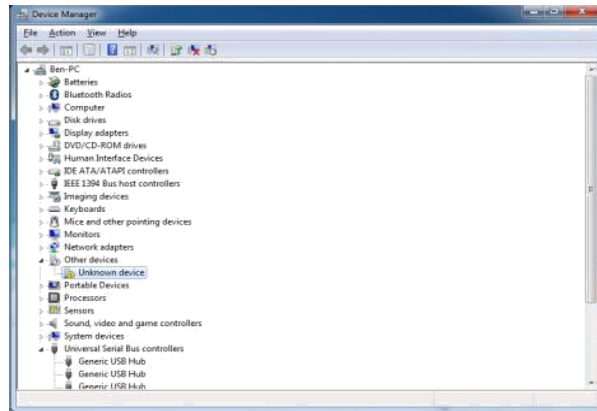 Device Manager
File Action View Help
Ben-PC
Batteries
Bluetooth Radios
Computer
Disk drives
Display adapters
DVD/CD-ROM drives
Human Interface Devices
IDE ATA/ATAPI controllers
IEEE 1394 Bus host controllers
Imaging devices
Keyboards
Mice and other pointing devices
Monitors
Network adapters
Other devices
Unknown device
Portable Devices
Processors
Sensors
Sound, video and game controllers
System devices
Universal Serial Bus controllers
Generic USB Hub
Generic USB Hub
Generic USB Hub